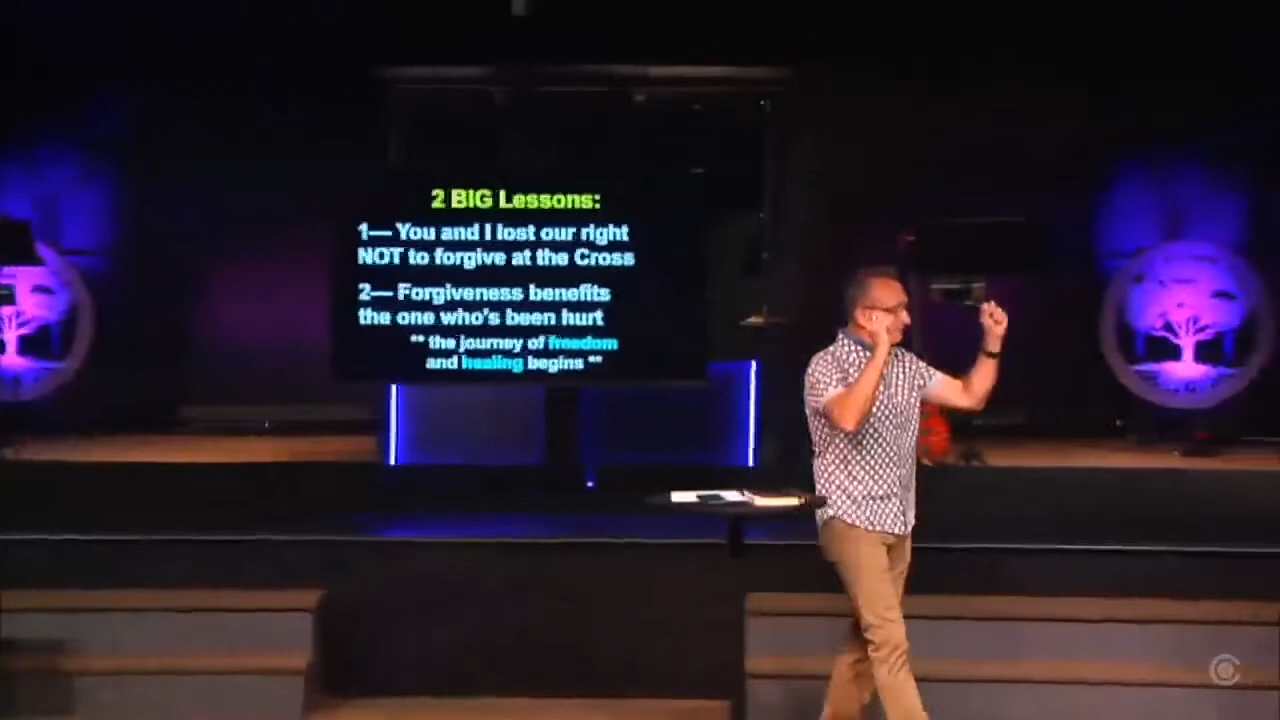 2 BIG Lessons:
1— You and I lost our right
NOT to forgive at the Cross
2— Forgiveness benefits
the one who's been hurt
** the journey of freedom
and healing begins **